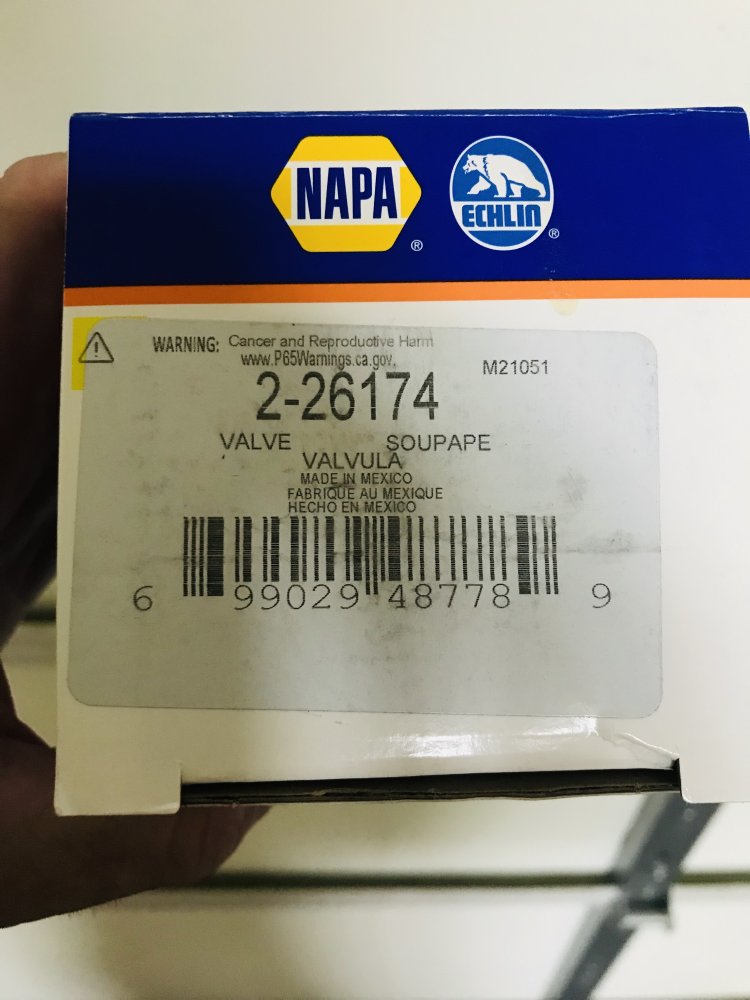 NAPA ®
ECHLIN ®
WARNING: Cancer and Reproductive Harm
www.P65Warnings.ca.gov.
M21051
2-26174
VALVE SOUPAPE
VALVULA
MADE IN MEXICO
FABRIQUE AU MEXIQUE
HECHO EN MEXICO
6 99029 48778 9